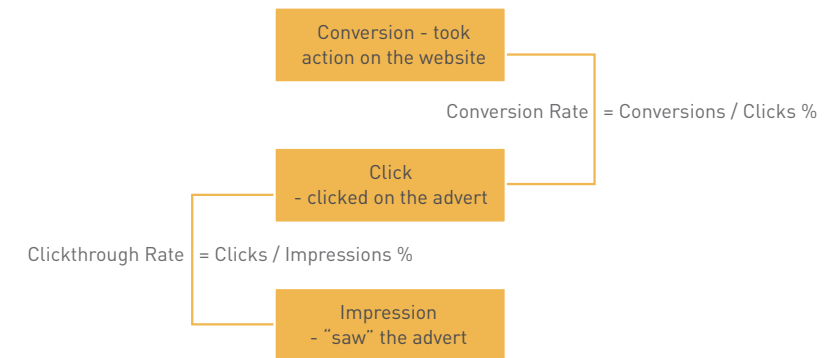 Conversion - took
action on the website
Conversion Rate = Conversions / Clicks %
Click
- clicked on the advert
Clickthrough Rate = Clicks / Impressions %
Impression
- “saw” the advert